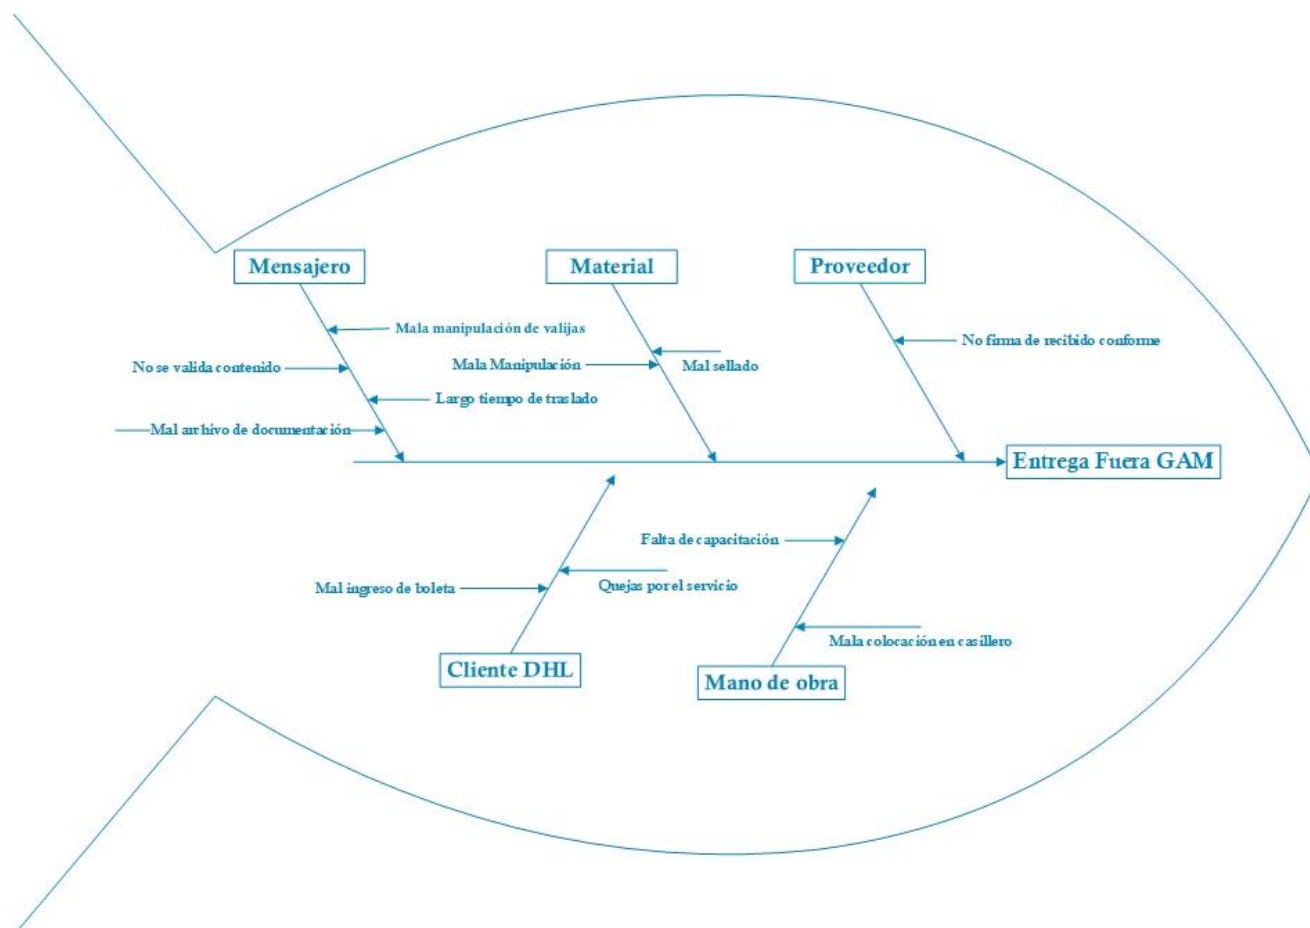 Mensajero
Material
Proveedor
Mala manipulación de valijas
No firma de recibido conforme
No se valida contenido
Mala Manipulación
Mal sellado
Largo tiempo de traslado
Mal archivo de documentación
Entrega Fuera GAM
Falta de capacitación
Mal ingreso de boleta
Quejas por el servicio
Mala colocación en casillero
Cliente DHL
Mano de obra